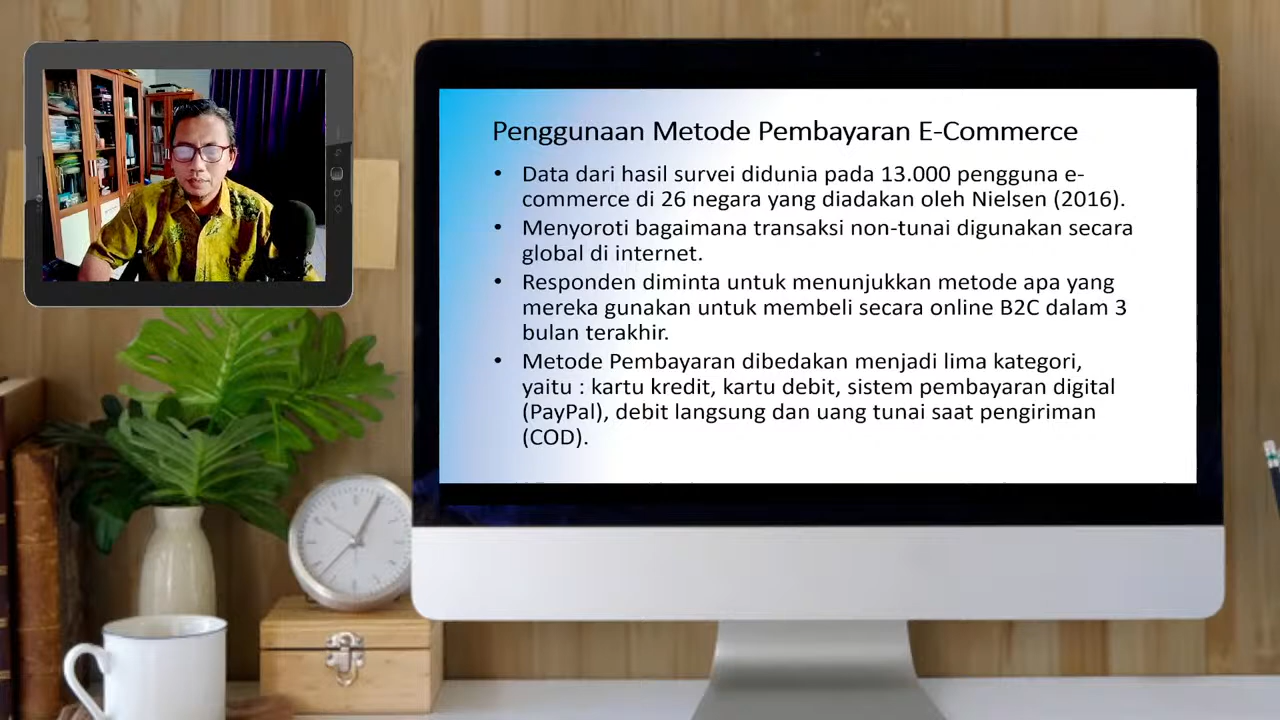 Penggunaan Metode Pembayaran E-Commerce
• Data dari hasil survei didunia pada 13.000 pengguna e-
commerce di 26 negara yang diadakan oleh Nielsen (2016).
• Menyoroti bagaimana transaksi non-tunai digunakan secara
global di internet.
• Responden diminta untuk menunjukkan metode apa yang
mereka gunakan untuk membeli secara online B2C dalam 3
bulan terakhir.
• Metode Pembayaran dibedakan menjadi lima kategori,
yaitu : kartu kredit, kartu debit, sistem pembayaran digital
(PayPal), debit langsung dan uang tunai saat pengiriman
(COD).